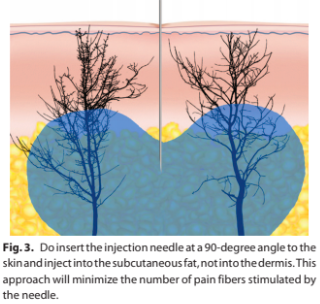 Fig. 3. Do insert the injection needle at a 90-degree angle to the
skin and inject into the subcutaneous fat, not into the dermis. This
approach will minimize the number of pain fibers stimulated by
the needle.